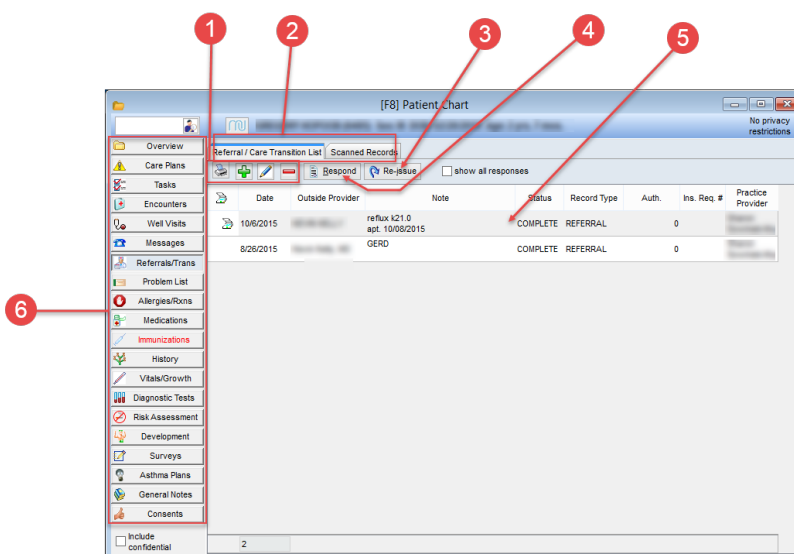 1
2
3
4
5
[F8] Patient Chart
No privacy
restrictions
Overview
Care Plans
Tasks
Encounters
Well Visits
Messages
Referrals/Trans
Problem List
Allergies/Rxns
Medications
Immunizations
History
Vitals/Growth
Diagnostic Tests
Risk Assessment
Development
Surveys
Asthma Plans
General Notes
Consents
Include
confidential
6
Referral / Care Transition List Scanned Records
Respond Re-issue show all responses
Date Outside Provider Note Status Record Type Auth. Ins. Req. # Practice
Provider
10/6/2015 reflux k21.0 COMPLETE REFERRAL 0
apt. 10/08/2015
8/26/2015 GERD COMPLETE REFERRAL 0
2